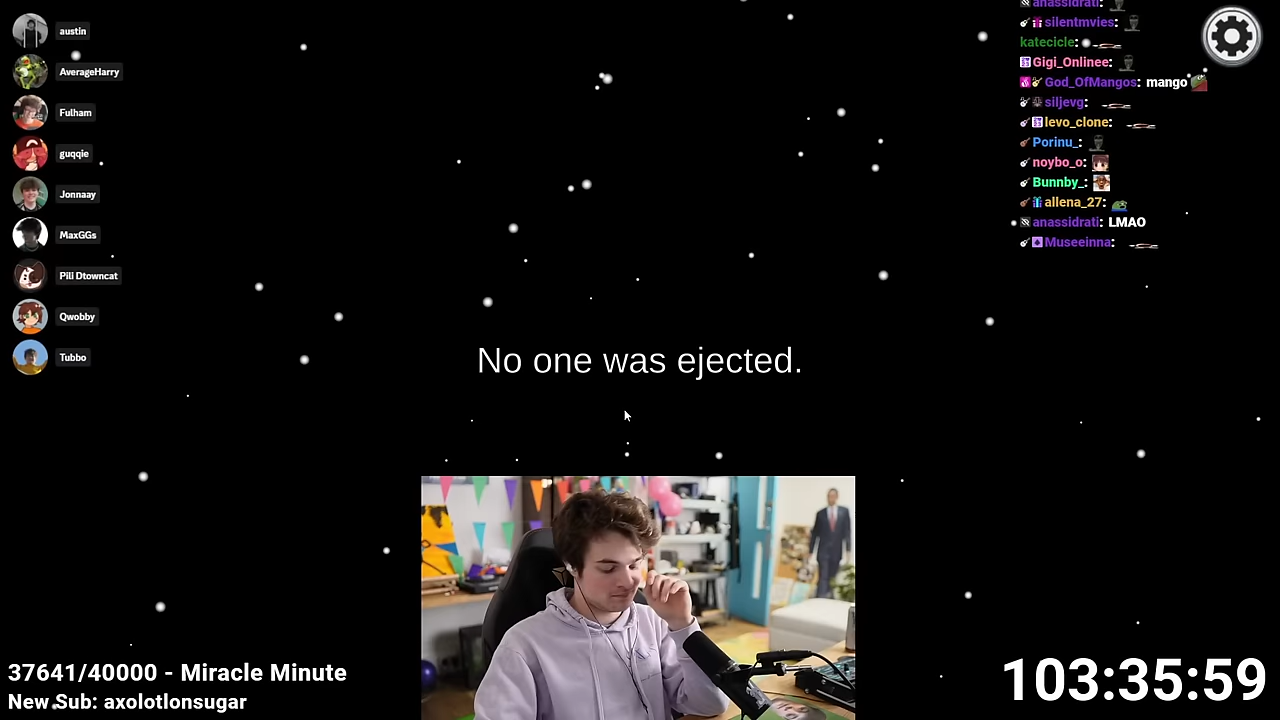 austin
AverageHarry
Fulham
guqqie
Jonnaay
MaxGGs
Pili Dtowncat
Qwobby
Tubbo
anassidrati:
silentmvies:
katecicle:
Gigi_Onlinee:
God_OfMangos: mango
siljevg:
levo_clone:
Porinu_:
noybo_o:
Bunnby_:
allena_27:
anassidrati: LMAO
Museeinna:
No one was ejected.
37641/40000 - Miracle Minute
New Sub: axolotlonsugar
103:35:59